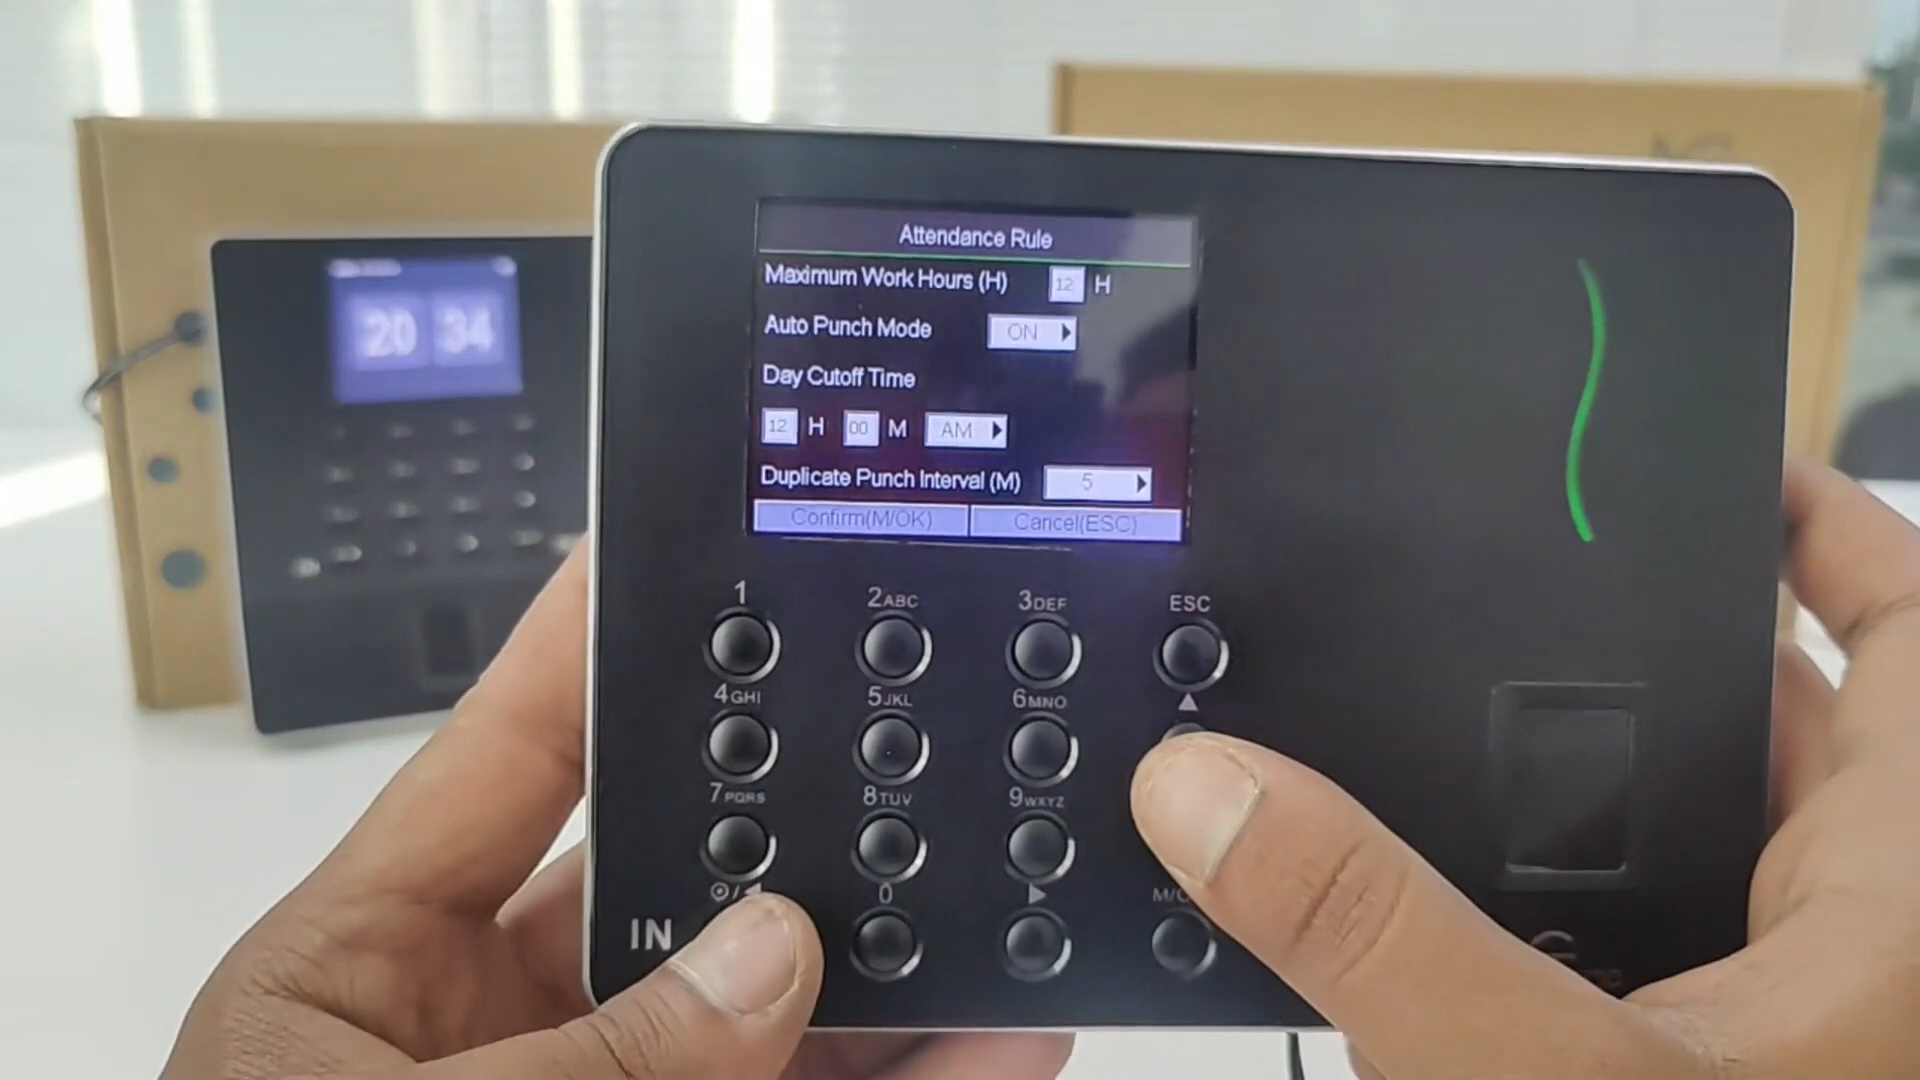 20 34
Attendance Rule
Maximum Work Hours (H) 12 H
Auto Punch Mode ON
Day Cutoff Time
12 H 00 M AM
Duplicate Punch Interval (M) 5
Confirm(M/OK) Cancel(ESC)
1 2ABC 3DEF ESC
4GHI 5JKL 6MNO
7PQRS 8TUV 9WXYZ
0
IN